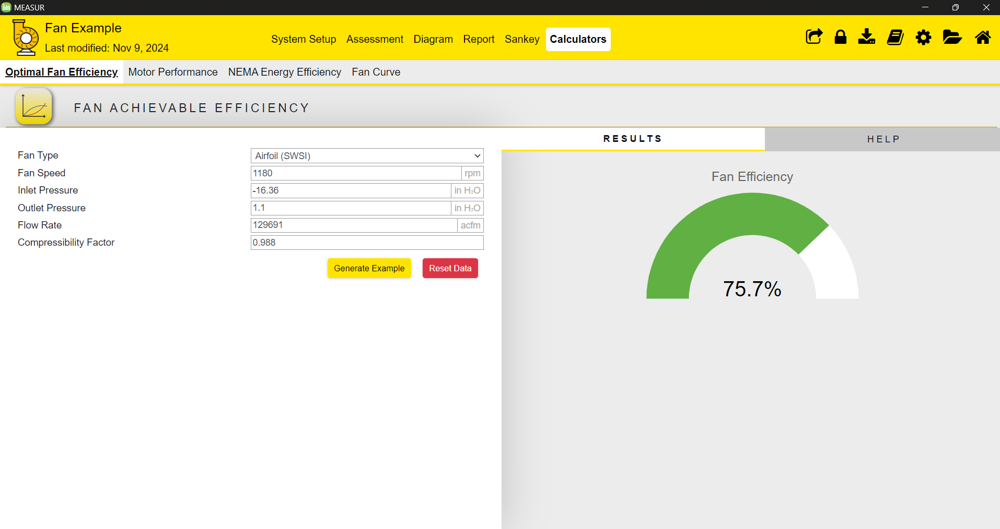 MEASUR
Fan Example
Last modified: Nov 9, 2024
System Setup Assessment Diagram Report Sankey Calculators
Optimal Fan Efficiency Motor Performance NEMA Energy Efficiency Fan Curve
FAN ACHIEVABLE EFFICIENCY
RESULTS HELP
Fan Type Airfoil (SWSI)
Fan Speed 1180 rpm
Inlet Pressure -16.36 in H₂O
Outlet Pressure 1.1 in H₂O
Flow Rate 129691 acfm
Compressibility Factor 0.988
Generate Example Reset Data
Fan Efficiency
75.7%